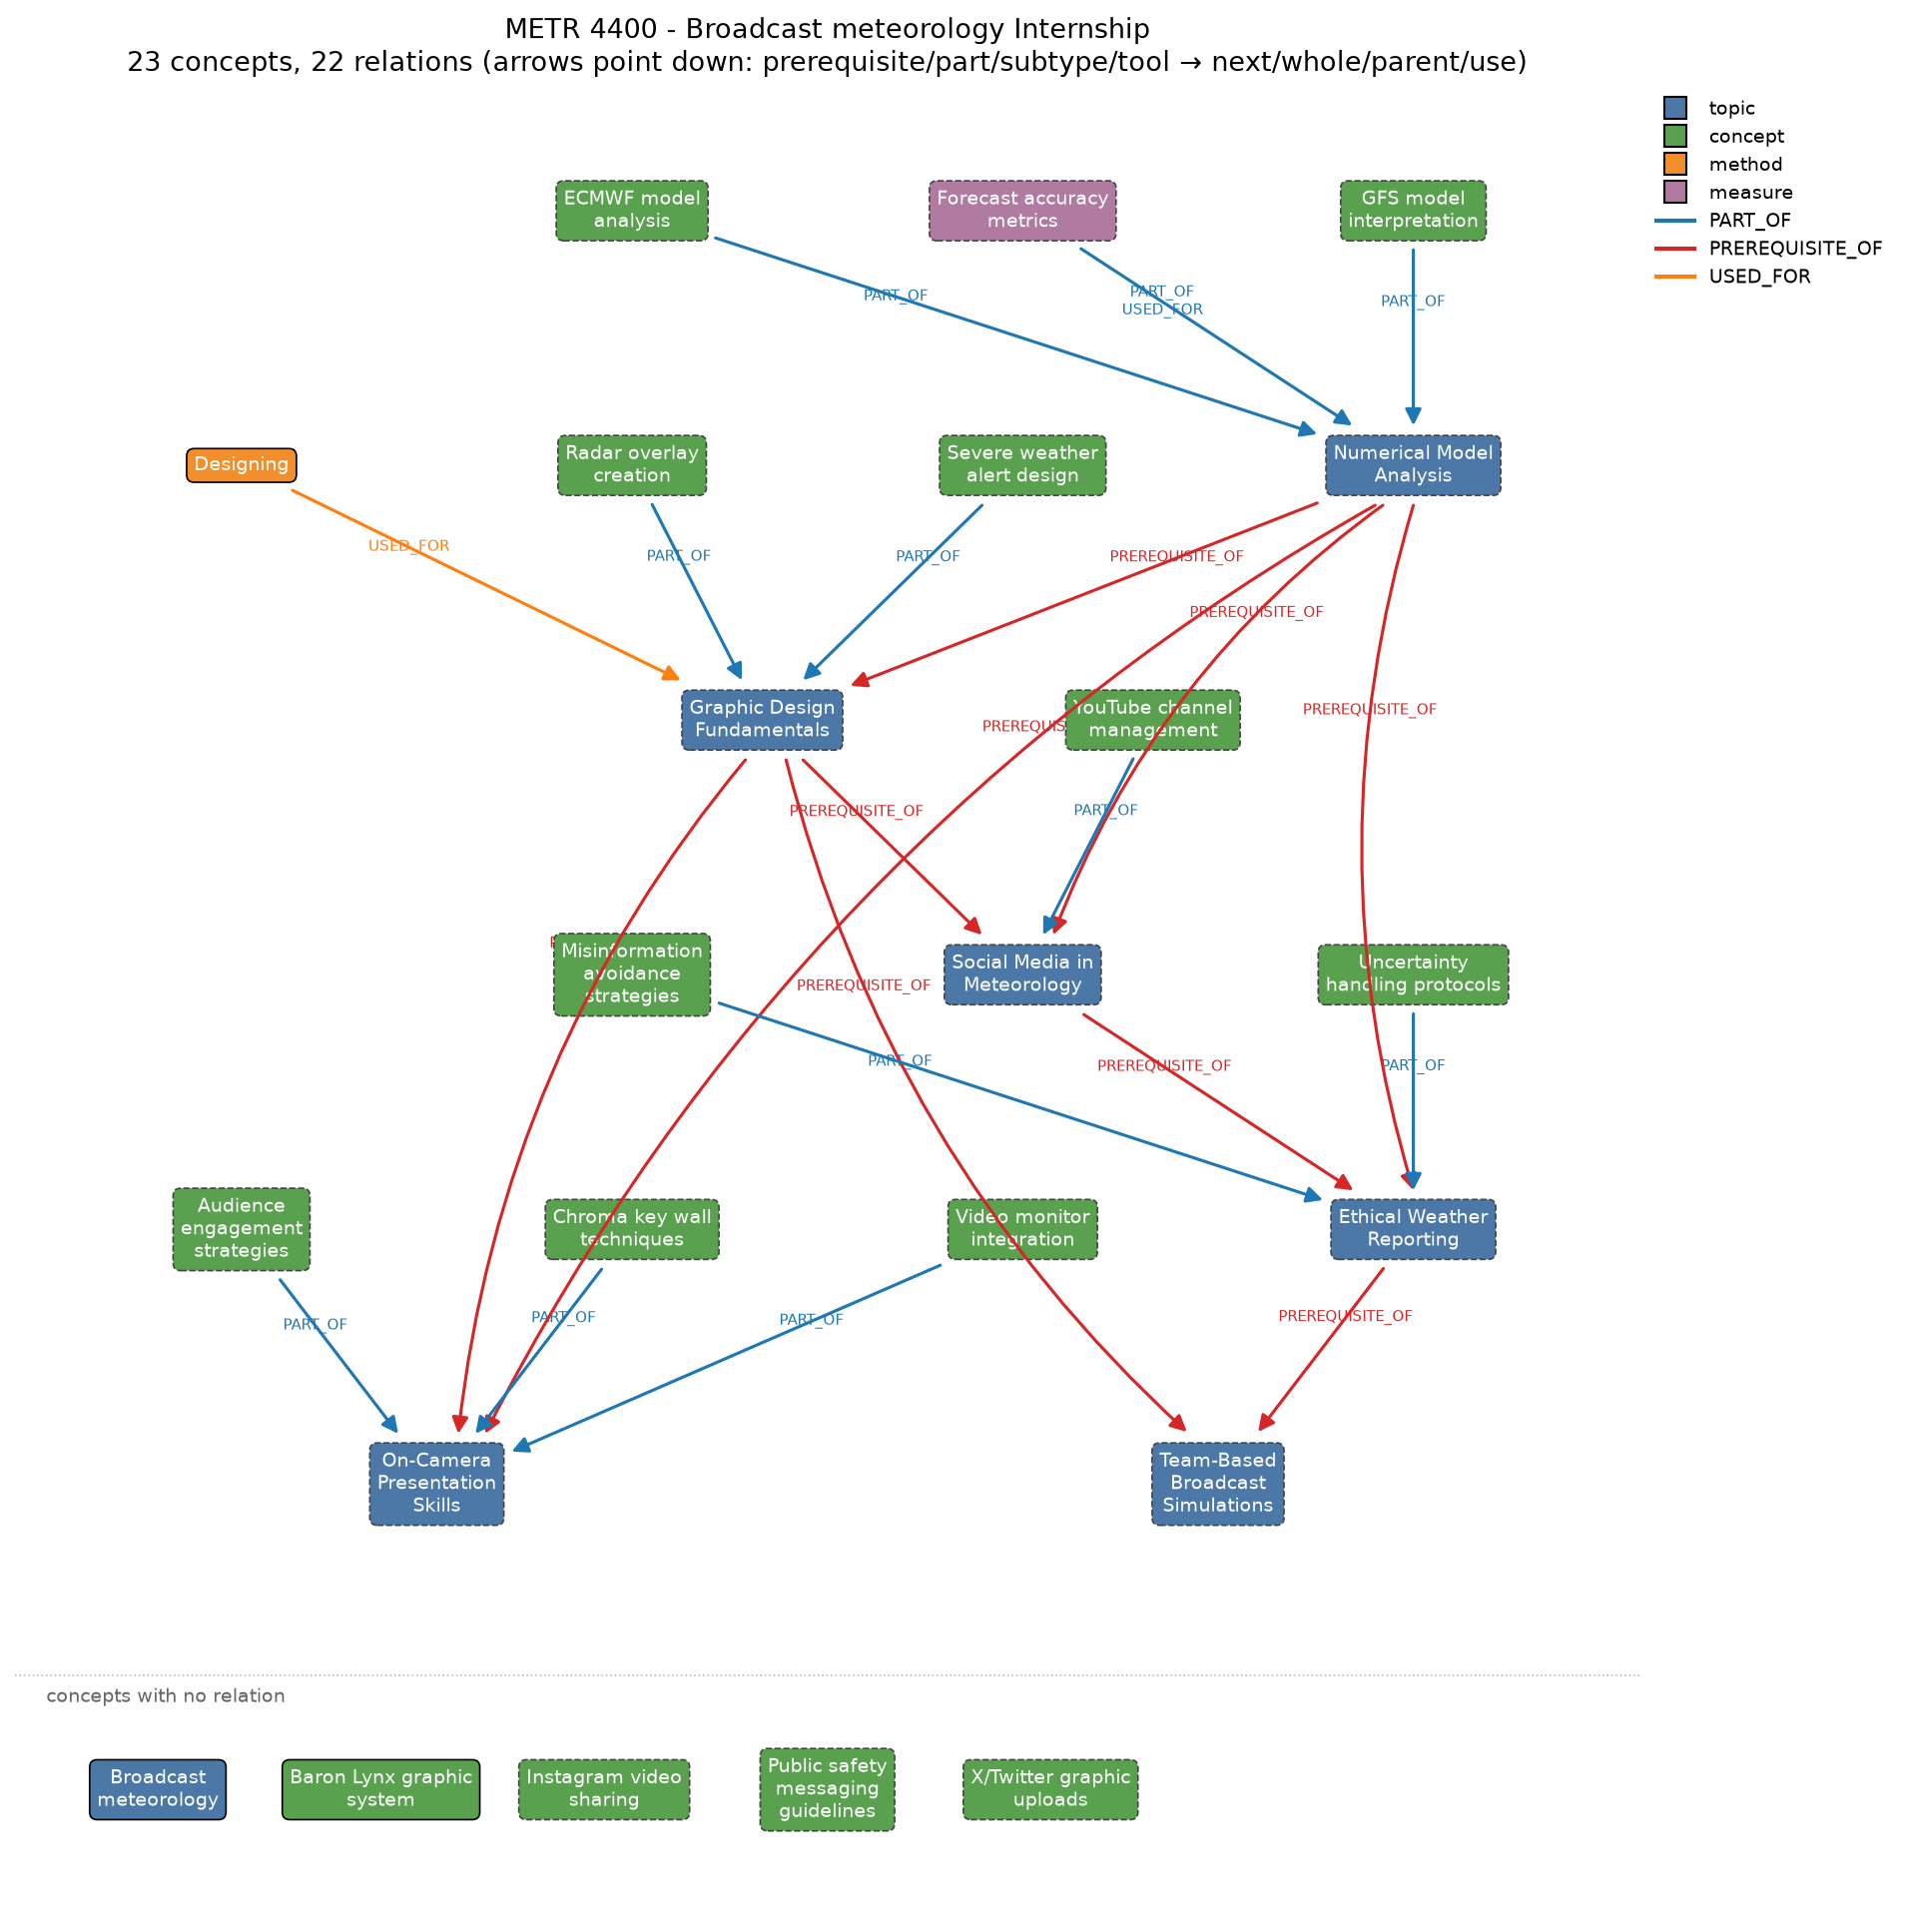 METR 4400 - Broadcast meteorology Internship
23 concepts, 22 relations (arrows point down: prerequisite/part/subtype/tool → next/whole/parent/use)
topic
concept
method
measure
PART_OF
PREREQUISITE_OF
USED_FOR
ECMWF model
analysis
Forecast accuracy
metrics
GFS model
interpretation
PART_OF
PART_OF
USED_FOR
PART_OF
Designing
Radar overlay
creation
Severe weather
alert design
Numerical Model
Analysis
USED_FOR
PART_OF
PART_OF
PREREQUISITE_OF
PREREQUISITE_OF
Graphic Design
Fundamentals
YouTube channel
management
PREREQUISITE_OF
PREREQUISITE_OF
PART_OF
Misinformation
avoidance
strategies
Social Media in
Meteorology
Uncertainty
handling protocols
PREREQUISITE_OF
PART_OF
PREREQUISITE_OF
PART_OF
Audience
engagement
strategies
Chroma key wall
techniques
Video monitor
integration
Ethical Weather
Reporting
PART_OF
PART_OF
PART_OF
PREREQUISITE_OF
On-Camera
Presentation
Skills
Team-Based
Broadcast
Simulations
concepts with no relation
Broadcast
meteorology
Baron Lynx graphic
system
Instagram video
sharing
Public safety
messaging
guidelines
X/Twitter graphic
uploads